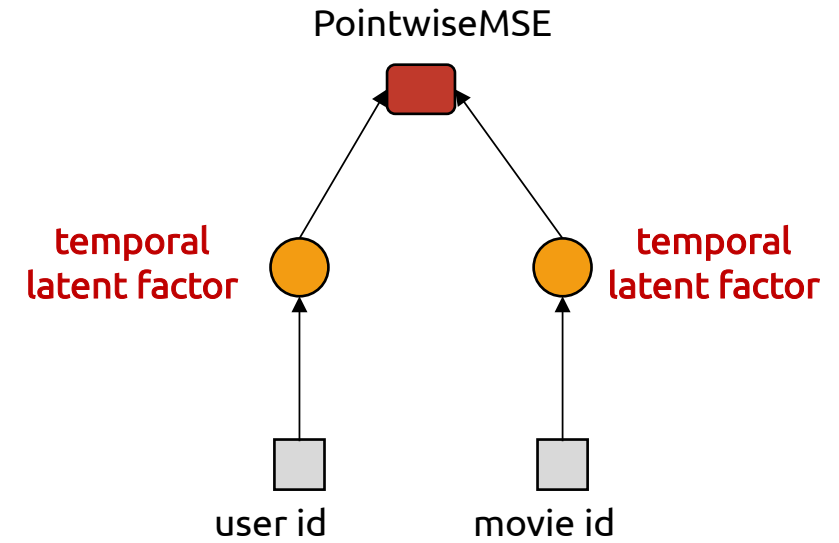 PointwiseMSE
temporal
latent factor
temporal
latent factor
user id
movie id